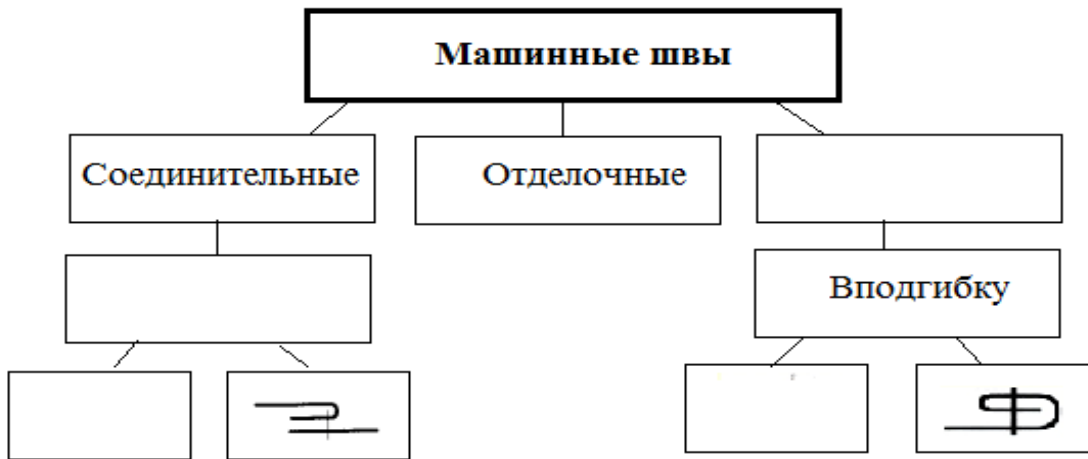 Машинные швы
Соединительные
Отделочные
Вподгибку